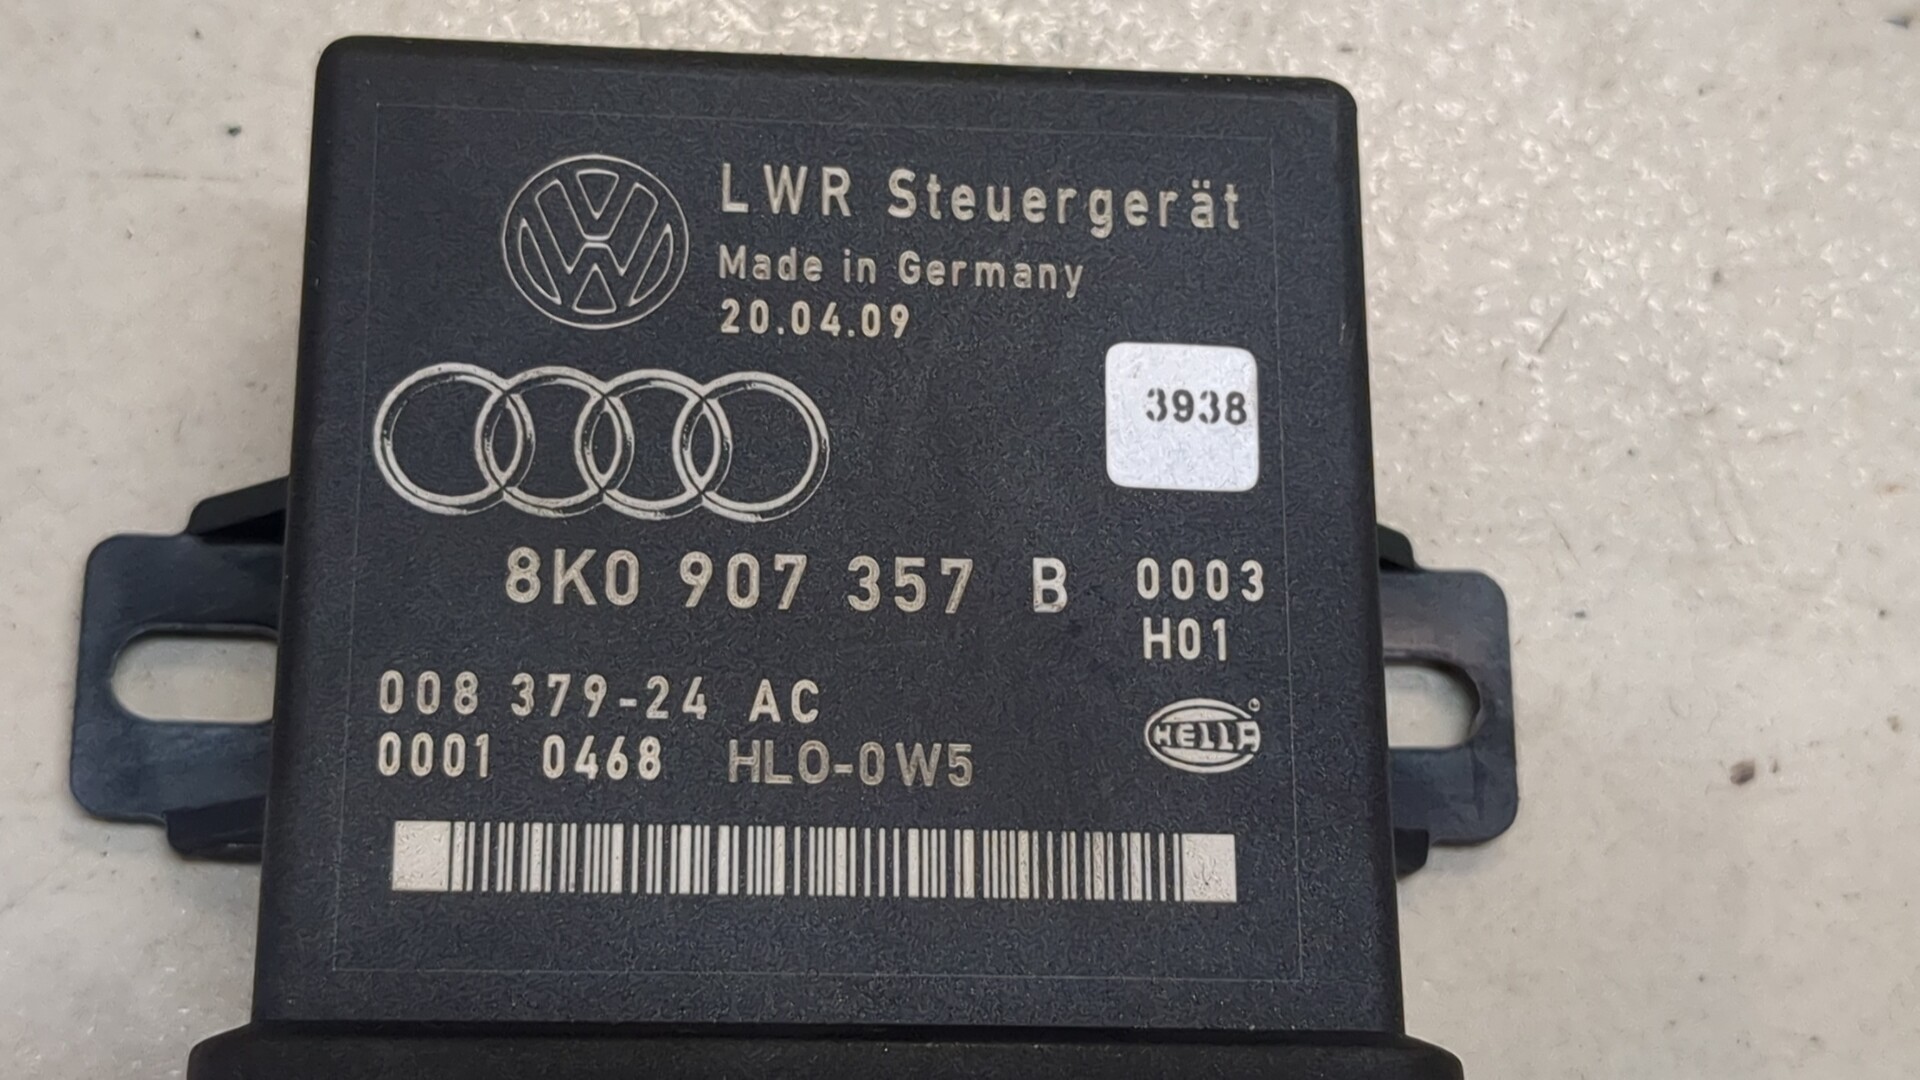 LWR Steuergerät
Made in Germany
20.04.09
3938
8K0 907 357 B 0003
H01
008 379-24 AC
0001 0468 HLO-0W5
HELLA